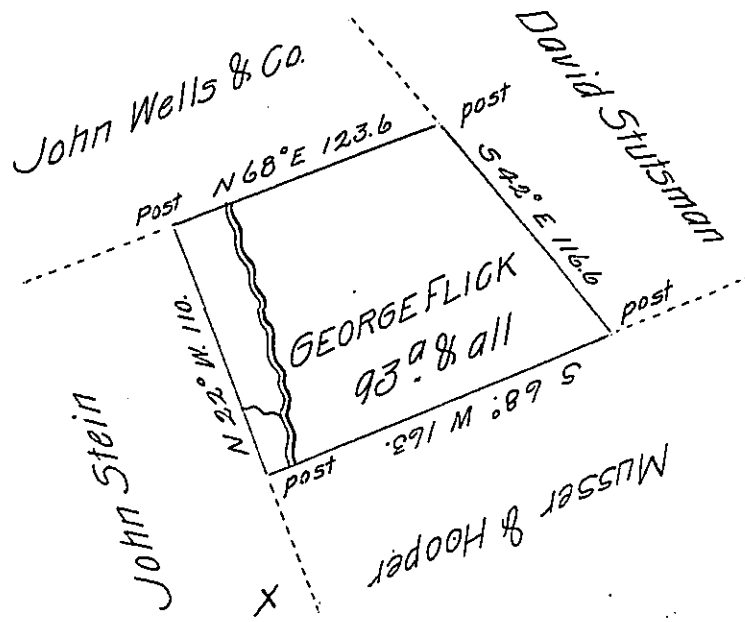 John Wells & Co.
David Stutsman
post
N 68° E 123.6
post
S 42° E 116.6
GEORGE FLICK
93ª & all
post
N 22° W. 110.
S 68° W 163.
post
John Stein
Musser & Hooper
X